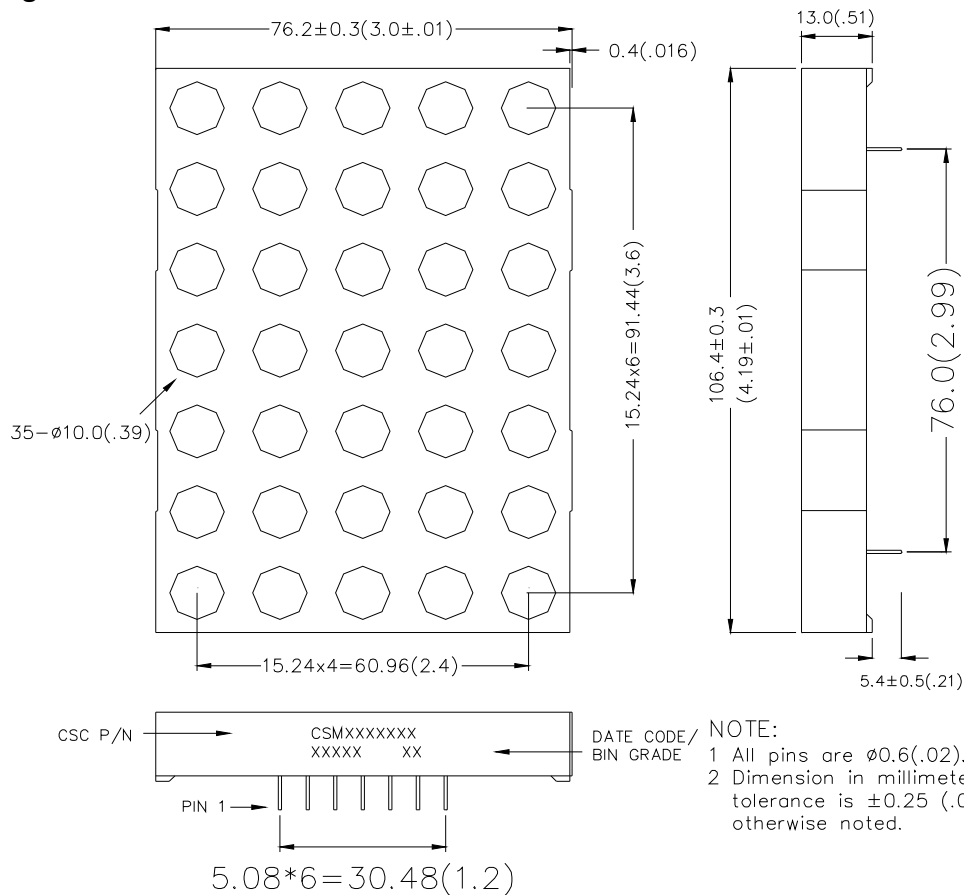 76.2±0.3(3.0±.01)
0.4(.016)
13.0(.51)
15.24x6=91.44(3.6)
106.4±0.3
(4.19±.01)
76.0(2.99)
35-ø10.0(.39)
15.24x4=60.96(2.4)
5.4±0.5(.21)
CSC P/N
CSMXXXXXXX
XXXXX XX
DATE CODE/
BIN GRADE
PIN 1
5.08*6=30.48(1.2)
NOTE:
1 All pins are ø0.6(.02).
2 Dimension in millimete
tolerance is ±0.25 (.0
otherwise noted.